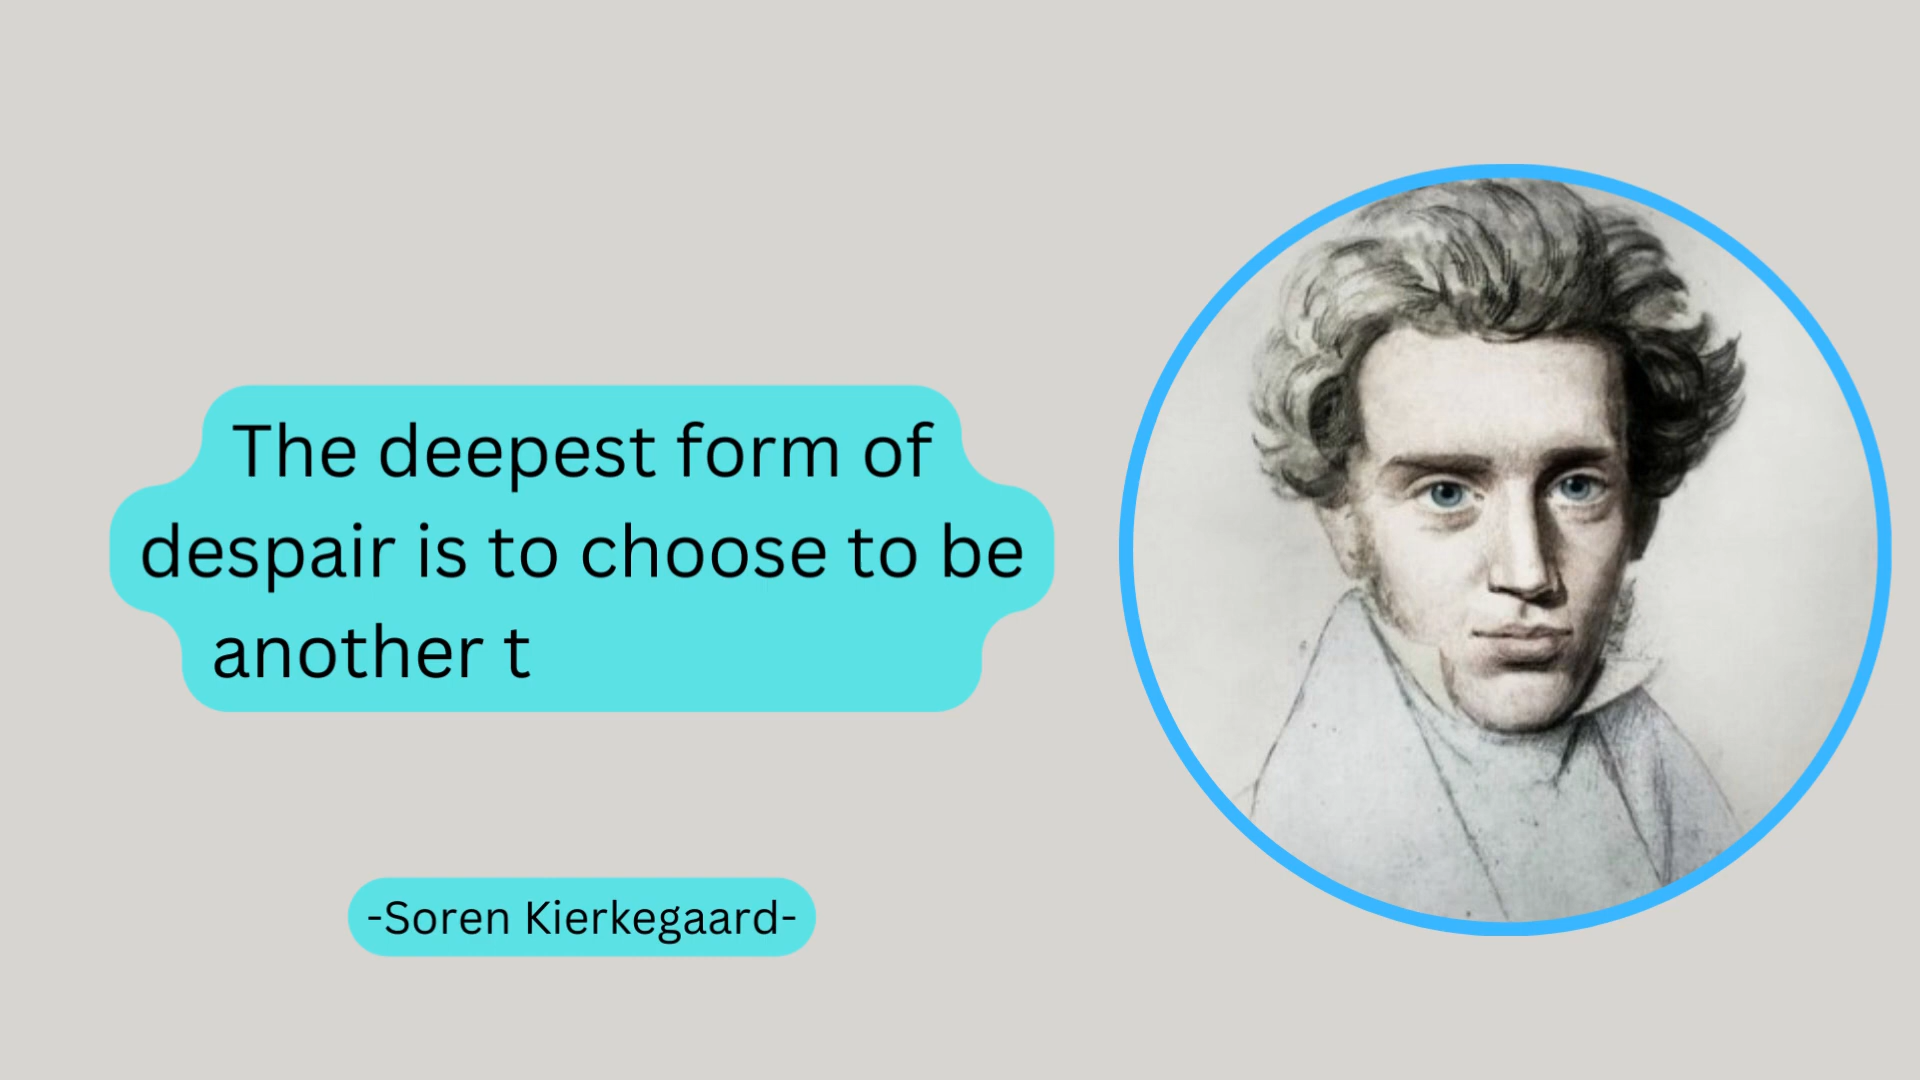 The deepest form of
despair is to choose to be
another t
-Soren Kierkegaard-